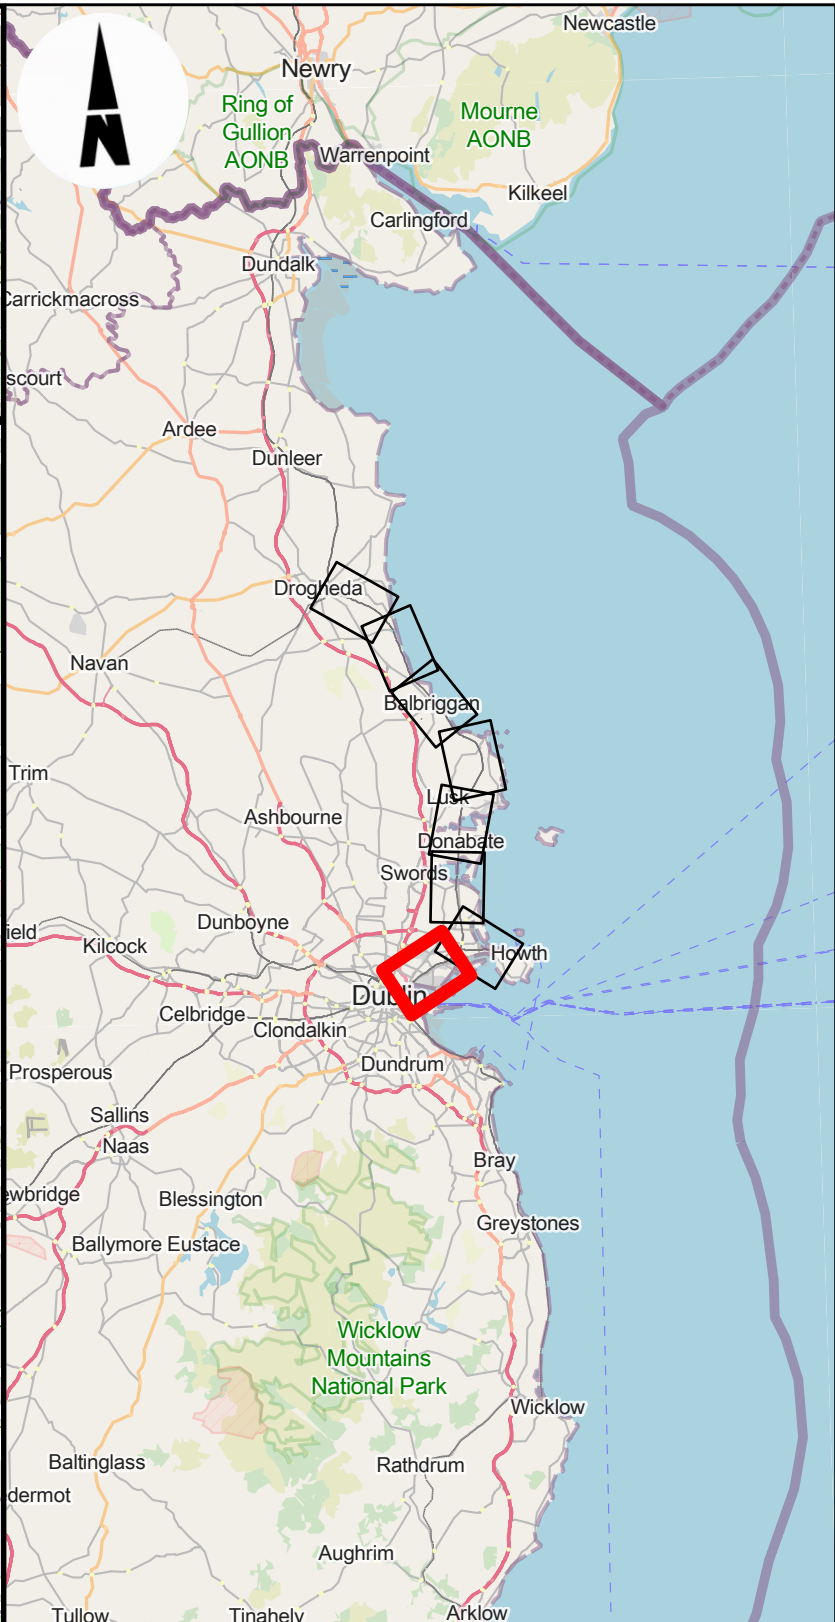 Newcastle
Newry
Ring of
Gullion
AONB
Mourne
AONB
N
Warrenpoint
Kilkeel
Carlingford
Dundalk
Carrickmacross
scourt
Ardee
Dunleer
Drogheda
Navan
Balbriggan
Trim
Lusk
Ashbourne
Donabate
Swords
Dunboyne
ield
Kilcock
Howth
Dublin
Celbridge
Clondalkin
Dundrum
Prosperous
Sallins
Naas
Bray
ewbridge
Blessington
Greystones
Ballymore Eustace
Wicklow
Mountains
National Park
Wicklow
Baltinglass
Rathdrum
dermot
Aughrim
Tullow
Tinahely
Arklow